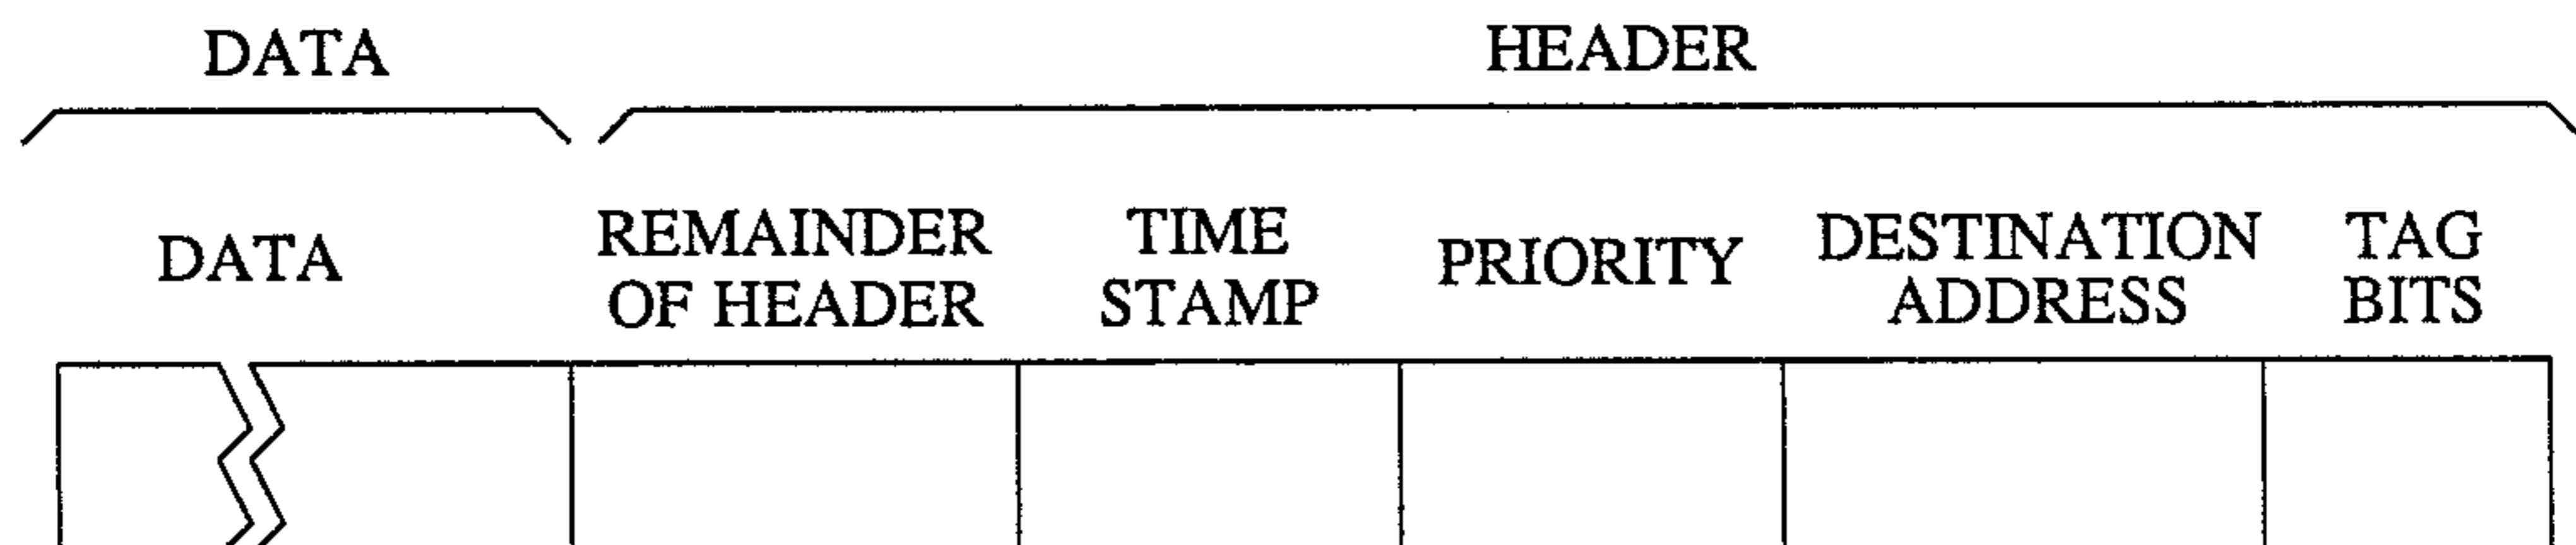 DATA
HEADER
DATA
REMAINDER
OF HEADER
TIME
STAMP
PRIORITY
DESTINATION
ADDRESS
TAG
BITS